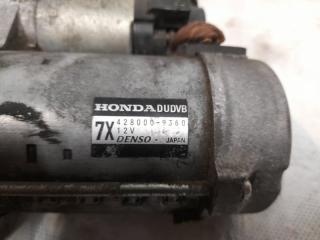 HONDA DUDVB
7X 428000-9360
12V
DENSO JAPAN